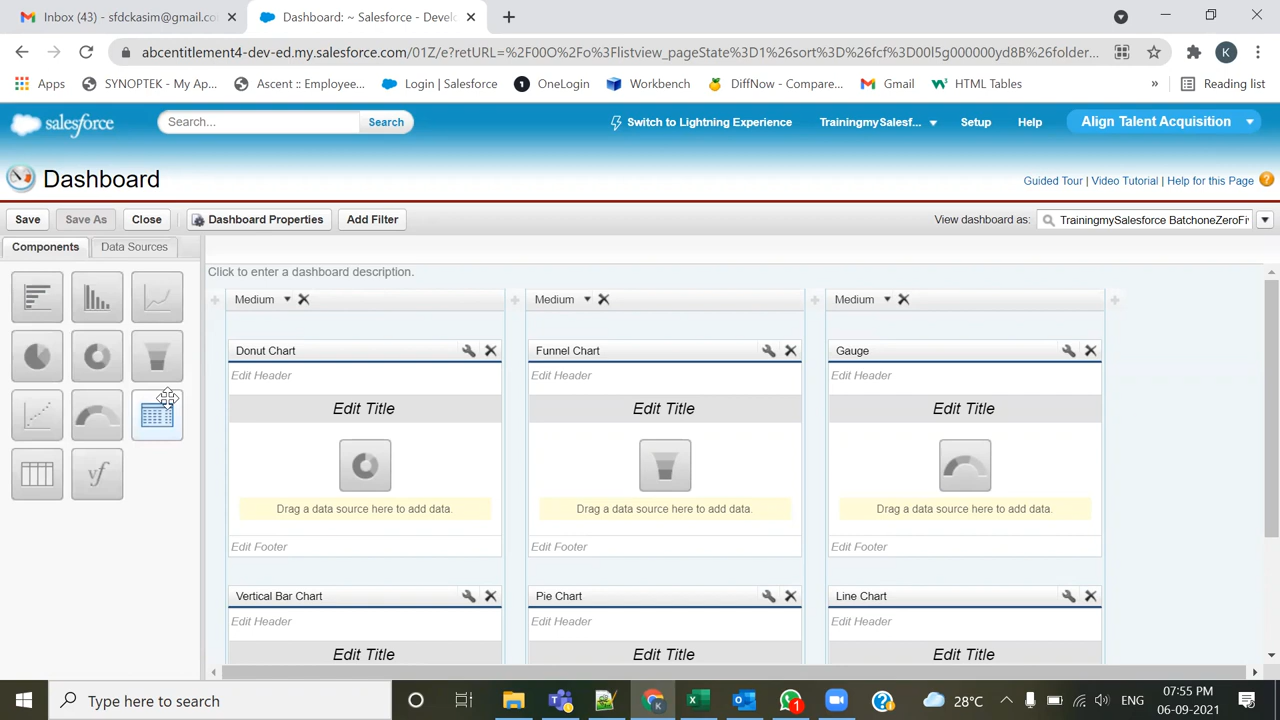 Inbox (43) - sfdckasim@gmail.co
Dashboard: ~ Salesforce - Develo
abcentitlement4-dev-ed.my.salesforce.com/01Z/e?retURL=%2F00O%2Fo%3Flistview_pageState%3D1%26sort%3D%26fcf%3D00l5g000000yd8B%26folder...
K
Apps
SYNOPTEK - My Ap...
Ascent :: Employee...
Login | Salesforce
OneLogin
Workbench
DiffNow - Compare...
Gmail
HTML Tables
»
Reading list
salesforce
Search...
Search
Switch to Lightning Experience
TrainingmySalesf...
Setup
Help
Align Talent Acquisition
Dashboard
Guided Tour | Video Tutorial | Help for this Page
Save
Save As
Close
Dashboard Properties
Add Filter
View dashboard as:
TrainingmySalesforce BatchoneZeroFi
Components
Data Sources
Click to enter a dashboard description.
Medium
Medium
Medium
Donut Chart
Funnel Chart
Gauge
Edit Header
Edit Header
Edit Header
Edit Title
Edit Title
Edit Title
Drag a data source here to add data.
Drag a data source here to add data.
Drag a data source here to add data.
Edit Footer
Edit Footer
Edit Footer
vf
Vertical Bar Chart
Pie Chart
Line Chart
Edit Header
Edit Header
Edit Header
Edit Title
Edit Title
Edit Title
Type here to search
1
28°C
ENG
07:55 PM
06-09-2021